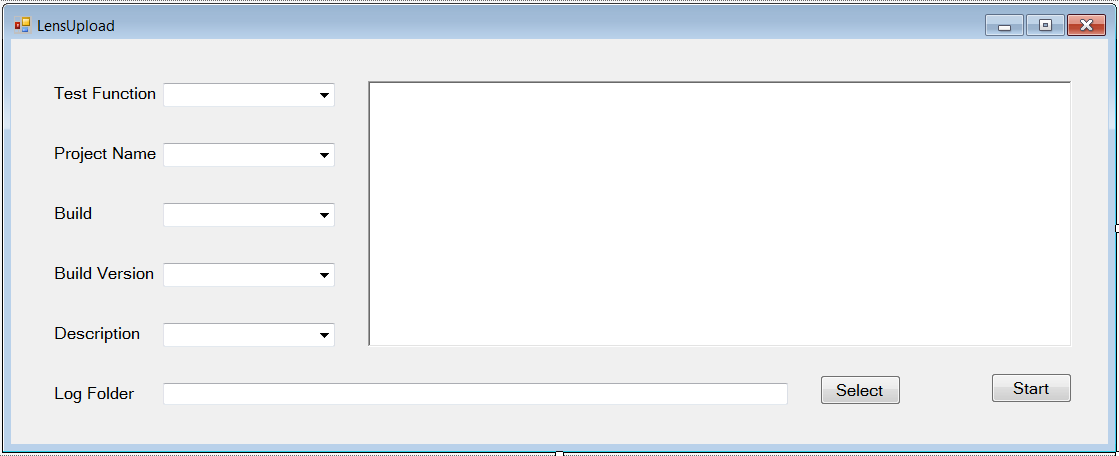 LensUpload
Test Function
Project Name
Build
Build Version
Description
Log Folder
Select
Start